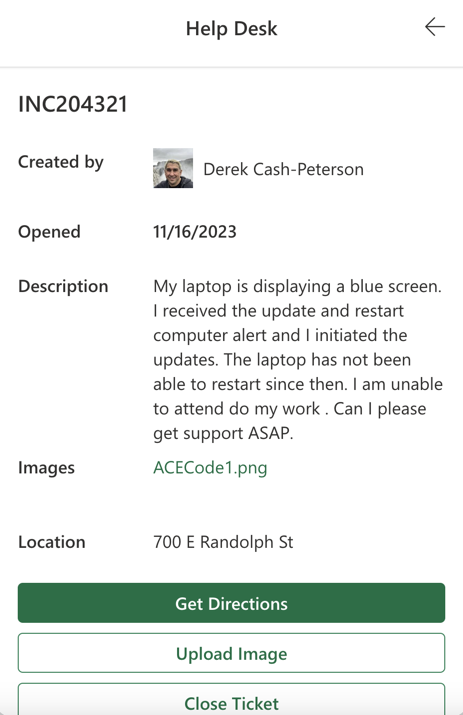 Help Desk
INC204321
Created by
Derek Cash-Peterson
Opened
11/16/2023
Description
My laptop is displaying a blue screen.
I received the update and restart
computer alert and I initiated the
updates. The laptop has not been
able to restart since then. I am unable
to attend do my work . Can I please
get support ASAP.
Images
ACECode1.png
Location
700 E Randolph St
Get Directions
Upload Image
Close Ticket